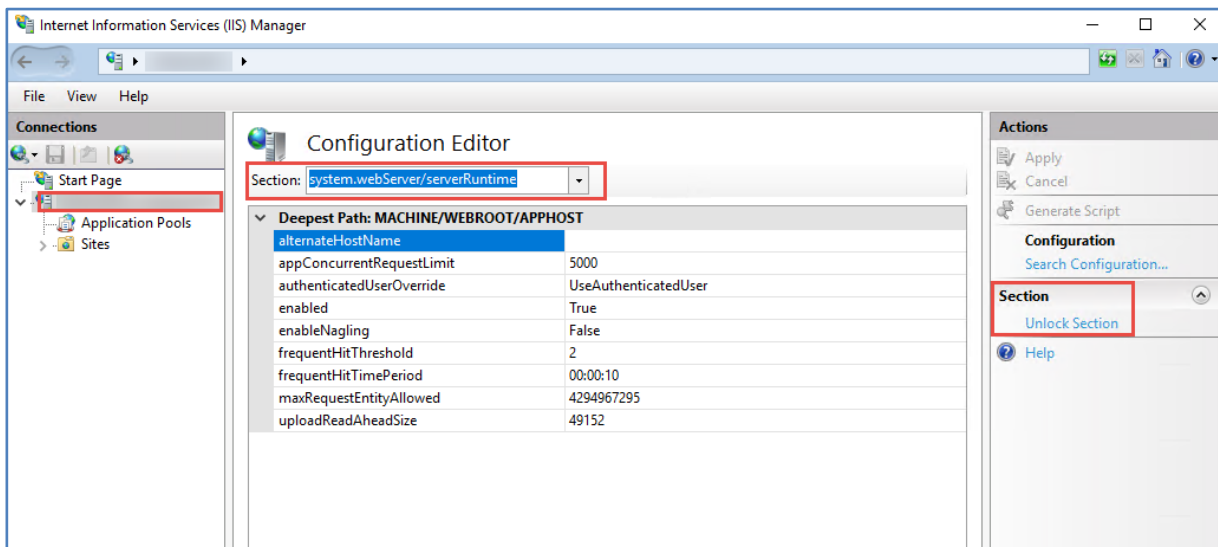 Internet Information Services (IIS) Manager
File View Help
Connections
Start Page
Application Pools
Sites
Configuration Editor
Section: system.webServer/serverRuntime
Deepest Path: MACHINE/WEBROOT/APPHOST
alternateHostName
appConcurrentRequestLimit 5000
authenticatedUserOverride UseAuthenticatedUser
enabled True
enableNagling False
frequentHitThreshold 2
frequentHitTimePeriod 00:00:10
maxRequestEntityAllowed 4294967295
uploadReadAheadSize 49152
Actions
Apply
Cancel
Generate Script
Configuration
Search Configuration...
Section
Unlock Section
Help